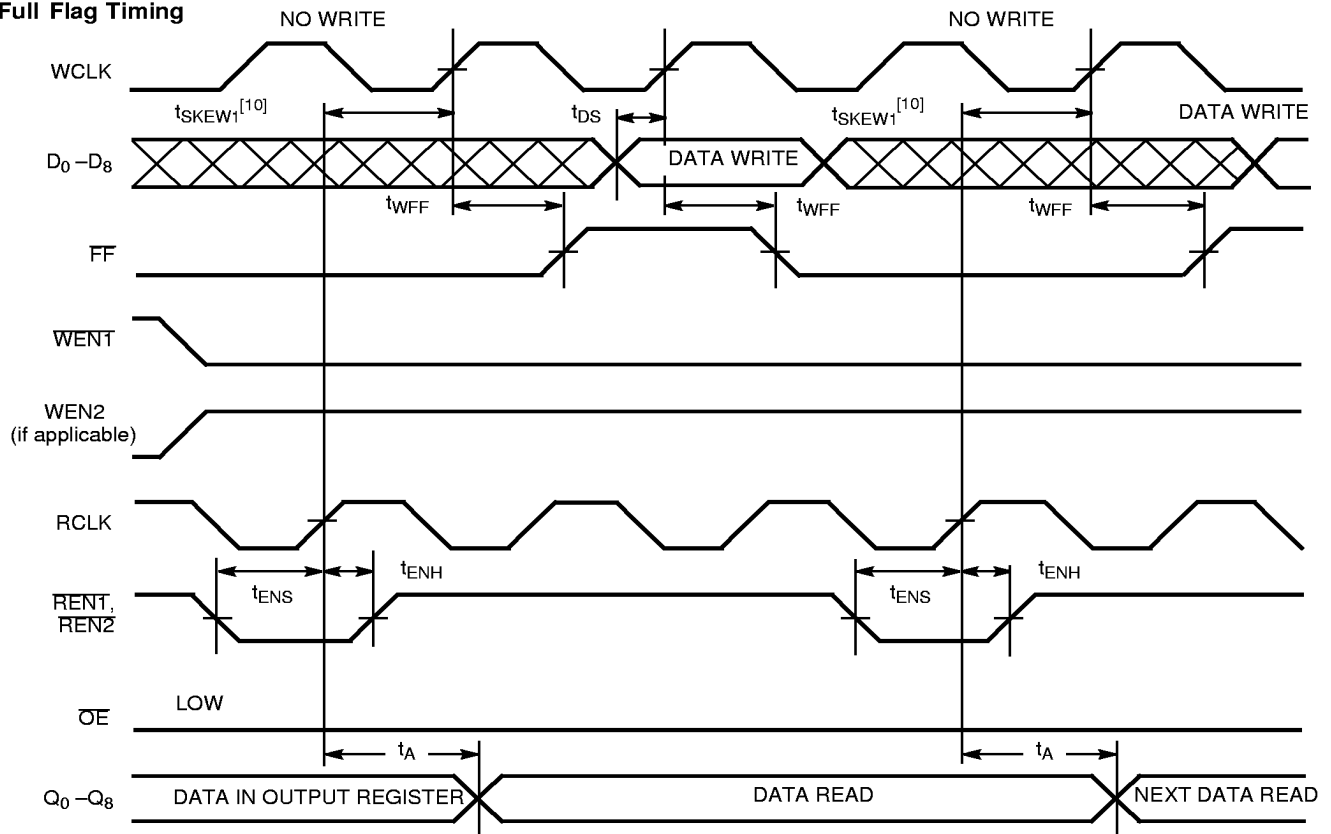 Full Flag Timing
NO WRITE
NO WRITE
WCLK
tSKEW1[10]
tDS
tSKEW1[10]
DATA WRITE
D0 –D8
DATA WRITE
tWFF
tWFF
tWFF
FF
WEN1
WEN2
(if applicable)
RCLK
tENS
tENH
tENS
tENH
REN1,
REN2
LOW
OE
tA
tA
Q0 –Q8
DATA IN OUTPUT REGISTER
DATA READ
NEXT DATA READ